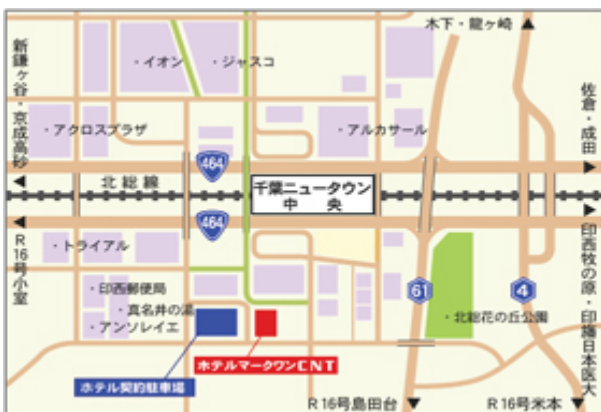 木下・龍ヶ崎 ▲
新鎌ヶ谷・京成高砂
◀
・イオン
・ジャスコ
佐倉・成田
▶
・アクロスプラザ
・アルカサール
464
北総線
千葉ニュータウン
中 央
464
◀
R16号小室
▶
印西牧の原・印旛日本医大
・トライアル
・印西郵便局
・真名井の湯
・アンソレイエ
61
4
・北総花の丘公園
ホテルマークワンCNT
ホテル契約駐車場
R16号島田台 ▼
R16号米本 ▼